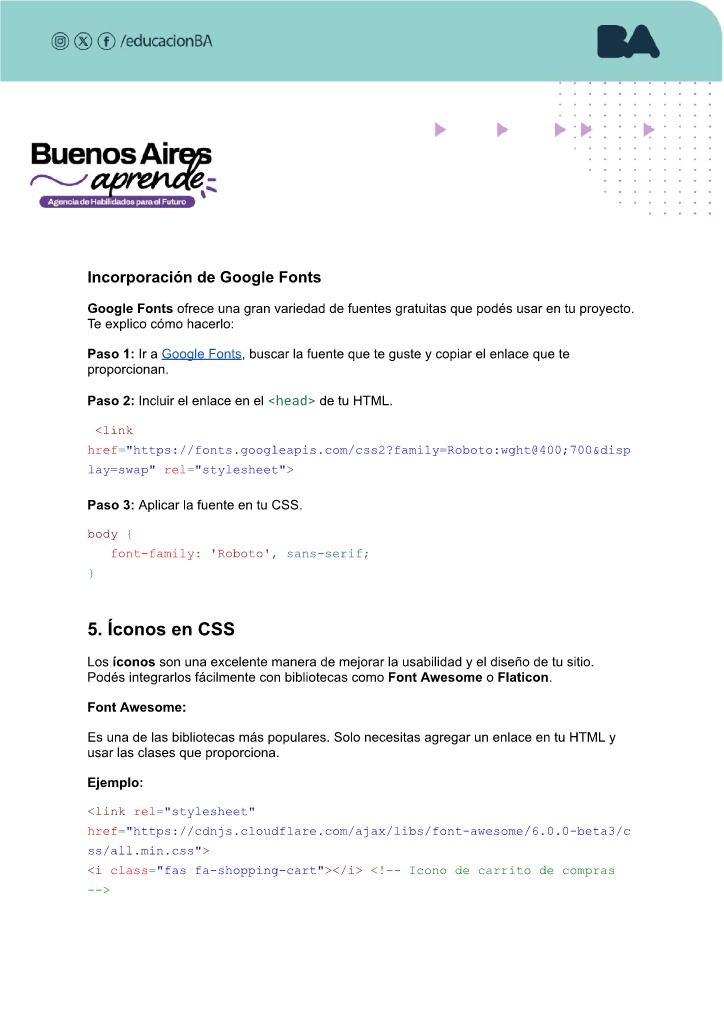 /educacionBA
BA
Buenos Aires
aprende
Agencia de Habilidades para el Futuro
Incorporación de Google Fonts
Google Fonts ofrece una gran variedad de fuentes gratuitas que podés usar en tu proyecto.
Te explico cómo hacerlo:
Paso 1: Ir a Google Fonts, buscar la fuente que te guste y copiar el enlace que te
proporcionan.
Paso 2: Incluir el enlace en el <head> de tu HTML.
<link
href="https://fonts.googleapis.com/css2?family=Roboto:wght@400;700&disp
lay=swap" rel="stylesheet">
Paso 3: Aplicar la fuente en tu CSS.
body {
font-family: 'Roboto', sans-serif;
}
5. Íconos en CSS
Los íconos son una excelente manera de mejorar la usabilidad y el diseño de tu sitio.
Podés integrarlos fácilmente con bibliotecas como Font Awesome o Flaticon.
Font Awesome:
Es una de las bibliotecas más populares. Solo necesitas agregar un enlace en tu HTML y
usar las clases que proporciona.
Ejemplo:
<link rel="stylesheet"
href="https://cdnjs.cloudflare.com/ajax/libs/font-awesome/6.0.0-beta3/c
ss/all.min.css">
<i class="fas fa-shopping-cart"></i> <!-- Icono de carrito de compras
-->